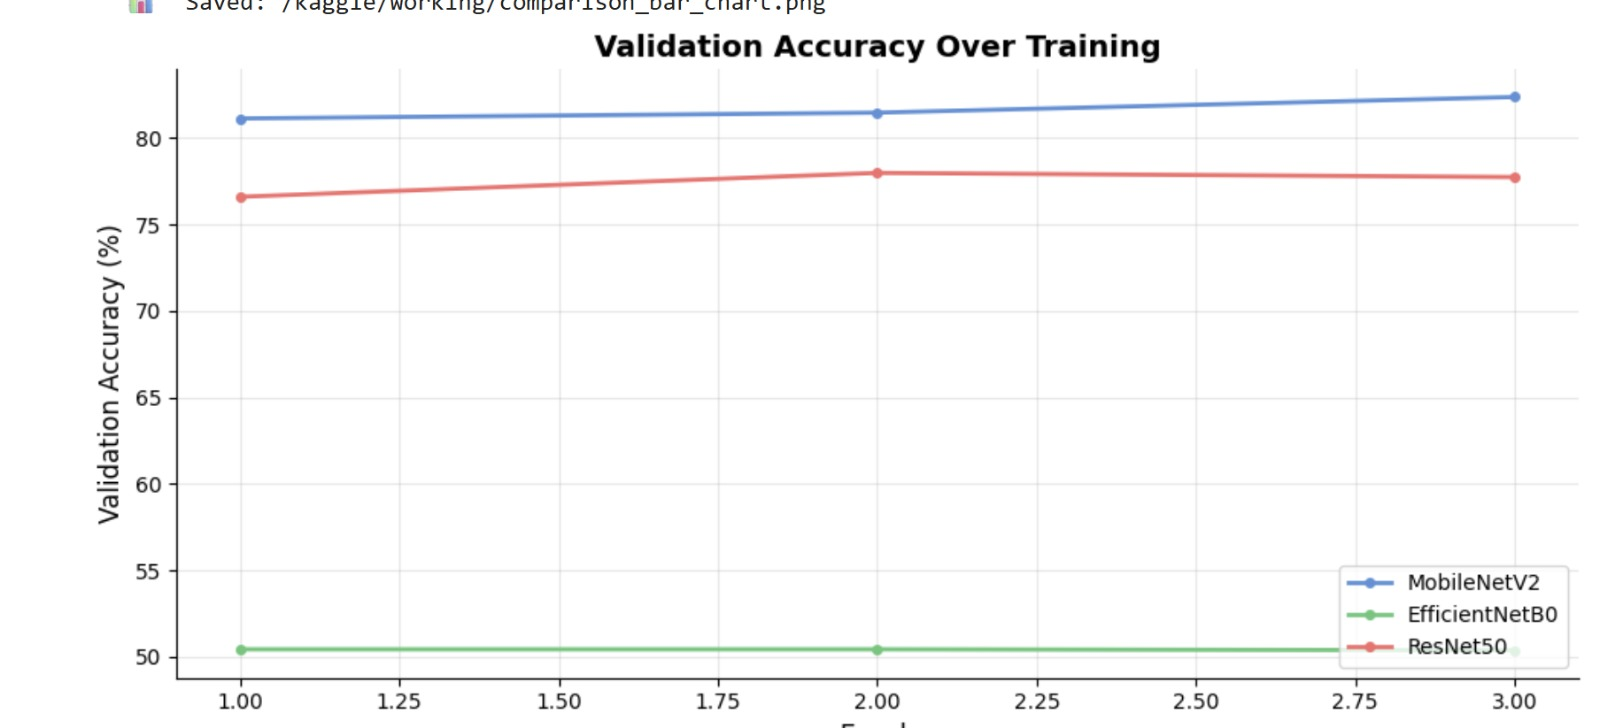 Saved: /kaggle/working/comparison_bar_chart.png
Validation Accuracy Over Training
Validation Accuracy (%)
80
75
70
65
60
55
50
MobileNetV2
EfficientNetB0
ResNet50
1.00 1.25 1.50 1.75 2.00 2.25 2.50 2.75 3.00